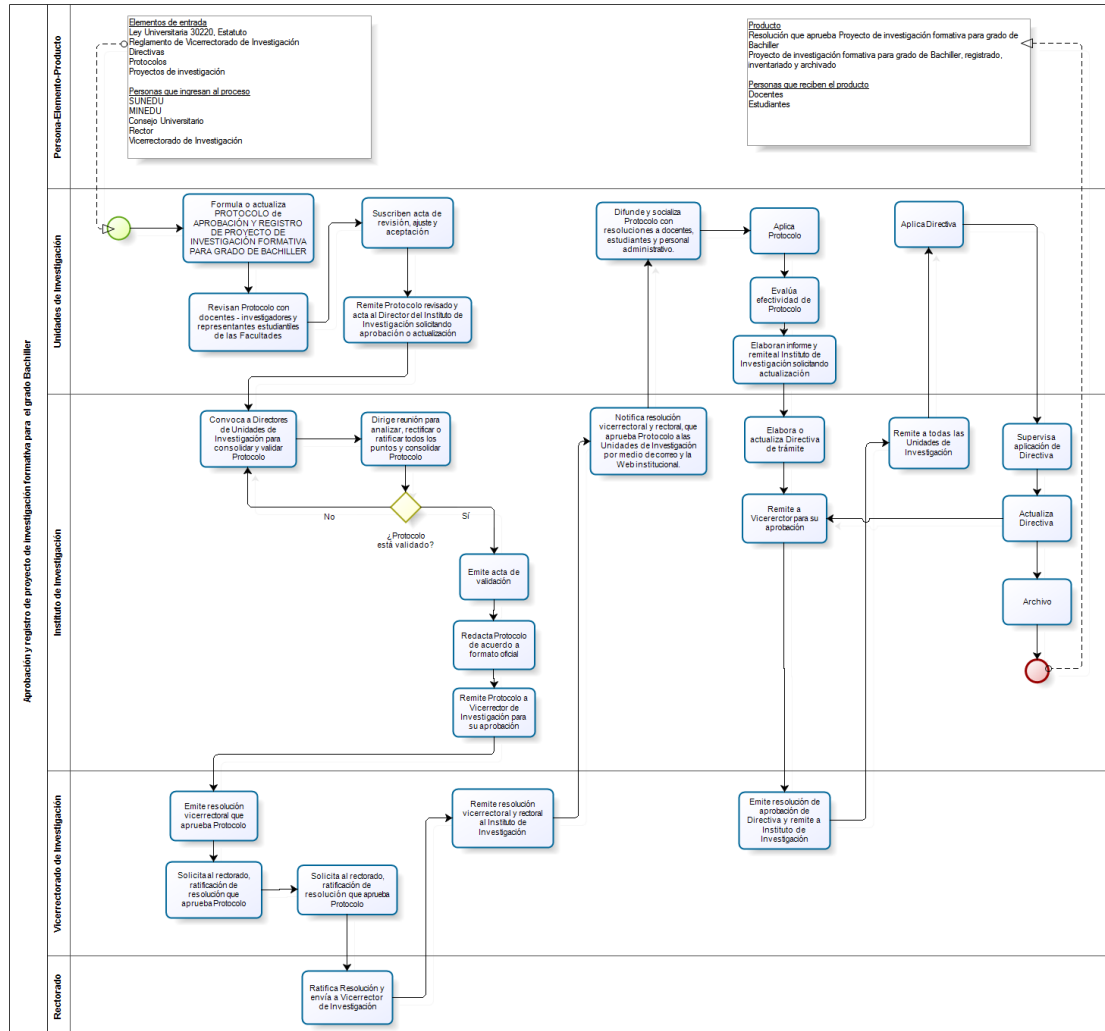 Aprobación y registro de proyecto de investigación formativa para  el grado Bachiller
Persona-Elemento-Producto
Elementos de entrada
Ley Universitaria 30220, Estatuto
Reglamento de Vicerrectorado de Investigación
Directivas
Protocolos
Proyectos de investigación
Personas que ingresan al proceso
SUNEDU
MINEDU
Consejo Universitario
Rector
Vicerrectorado de Investigación
Producto
Resolución que aprueba Proyecto de investigación formativa para grado de
Bachiller
Proyecto de investigación formativa para grado de Bachiller, registrado,
inventariado y archivado
Personas que reciben el producto
Docentes
Estudiantes
Unidades de Investigación
Formula o actualiza
PROTOCOLO de
APROBACIÓN Y REGISTRO
DE PROYECTO DE
INVESTIGACIÓN FORMATIVA
PARA GRADO DE BACHILLER
Revisan Protocolo con
docentes - investigadores y
representantes estudiantiles
de las Facultades
Suscriben acta de
revisión, ajuste y
aceptación
Remite Protocolo revisado y
acta al Director del Instituto de
Investigación solicitando
aprobación o actualización
Difunde y socializa
Protocolo con
resoluciones a docentes,
estudiantes y personal
administrativo.
Aplica
Protocolo
Evalúa
efectividad de
Protocolo
Elaboran informe y
remite al Instituto de
Investigación solicitando
actualización
Aplica Directiva
Instituto de Investigación
Convoca a Directores
de Unidades de
Investigación para
consolidar y validar
Protocolo
Dirige reunión para
analizar, rectificar o
ratificar todos los
puntos y consolidar
Protocolo
No
Sí
¿Protocolo
está validado?
Emite acta de
validación
Redacta Protocolo
de acuerdo a
formato oficial
Remite Protocolo a
Vicerrector de
Investigación para
su aprobación
Notifica resolución
vicerrectoral y rectoral, que
aprueba Protocolo a las
Unidades de Investigación
por medio de correo y la
Web institucional.
Elabora o
actualiza Directiva
de trámite
Remite a
Vicererctor para su
aprobación
Remite a todas las
Unidades de
Investigación
Supervisa
aplicación de
Directiva
Actualiza
Directiva
Archivo
Vicerrectorado de Investigación
Emite resolución
vicerrectoral que
aprueba Protocolo
Solicita al rectorado,
ratificación de
resolución que
aprueba Protocolo
Solicita al rectorado,
ratificación de
resolución que aprueba
Protocolo
Remite resolución
vicerrectoral y rectoral
al Instituto de
Investigación
Emite resolución de
aprobación de
Directiva y remite a
Instituto de
Investigación
Rectorado
Ratifica Resolución y
envía a Vicerrector
de Investigación